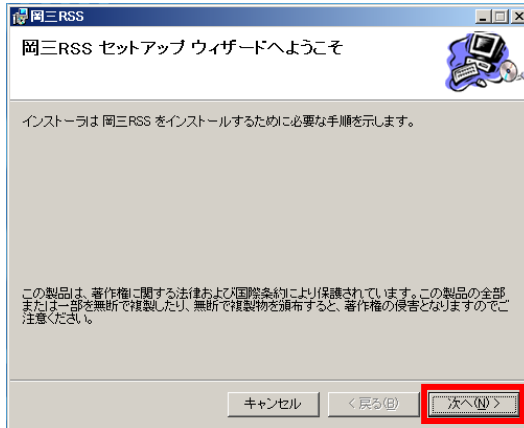 岡三RSS
岡三RSS セットアップ ウィザードへようこそ
インストーラは 岡三RSS をインストールするために必要な手順を示します。
この製品は、著作権に関する法律および国際条約により保護されています。この製品の全部
または一部を無断で複製したり、無断で複製物を頒布すると、著作権の侵害となりますのでご
注意ください。
キャンセル
< 戻る(B)
次へ(N) >